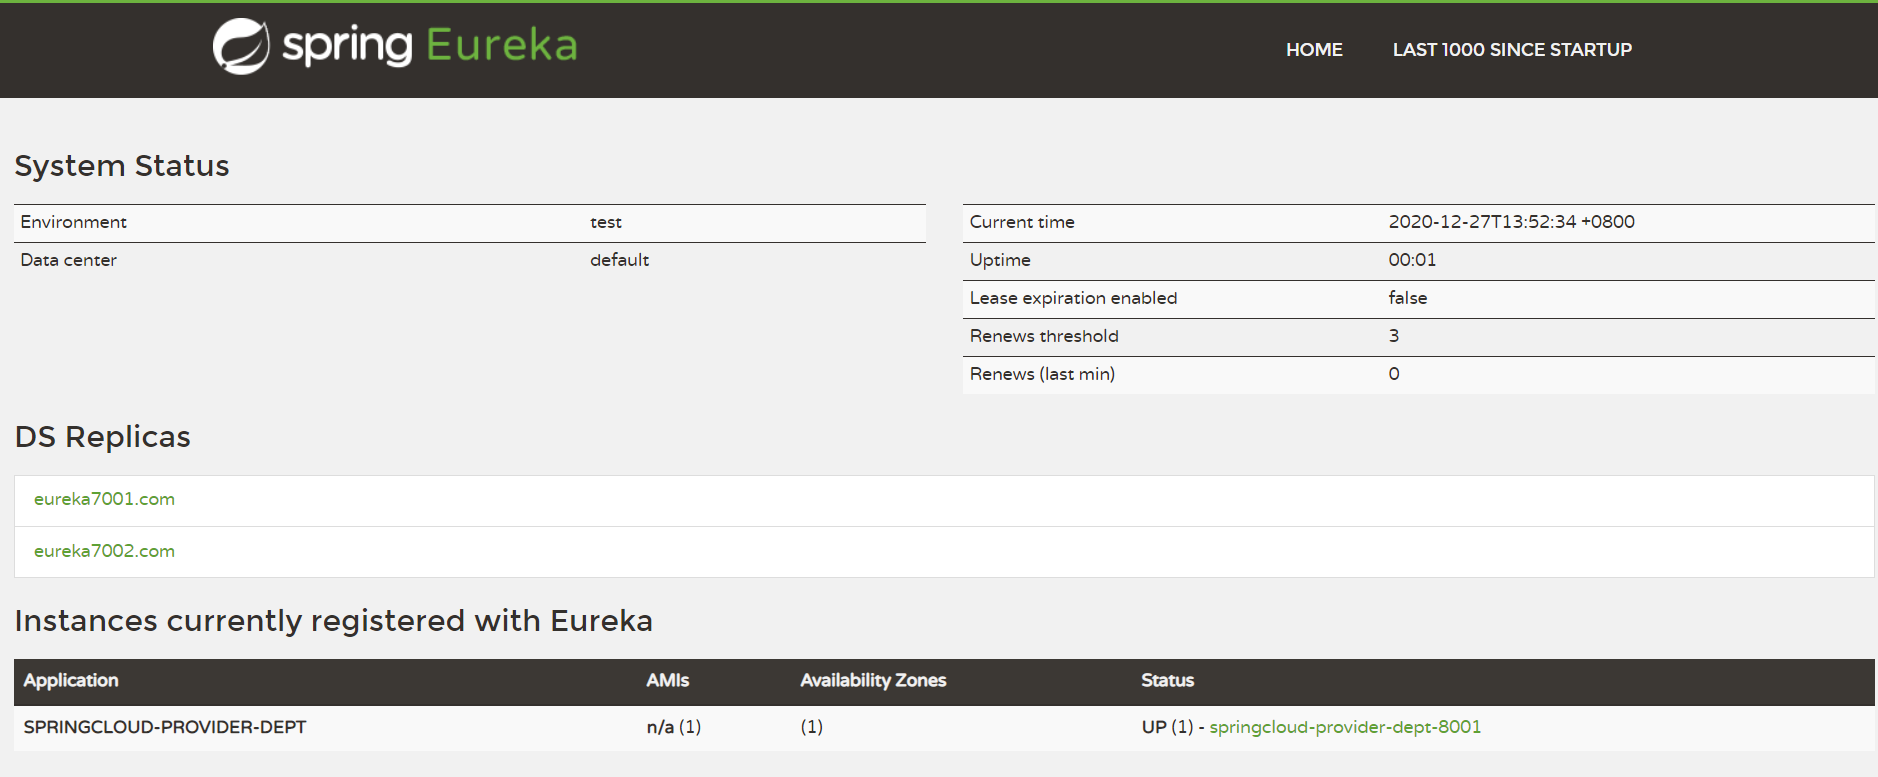 spring Eureka
HOME LAST 1000 SINCE STARTUP
System Status
Environment test
Data center default
Current time 2020-12-27T13:52:34 +0800
Uptime 00:01
Lease expiration enabled false
Renews threshold 3
Renews (last min) 0
DS Replicas
eureka7001.com
eureka7002.com
Instances currently registered with Eureka
Application AMIs Availability Zones Status
SPRINGCLOUD-PROVIDER-DEPT n/a (1) (1) UP (1) - springcloud-provider-dept-8001